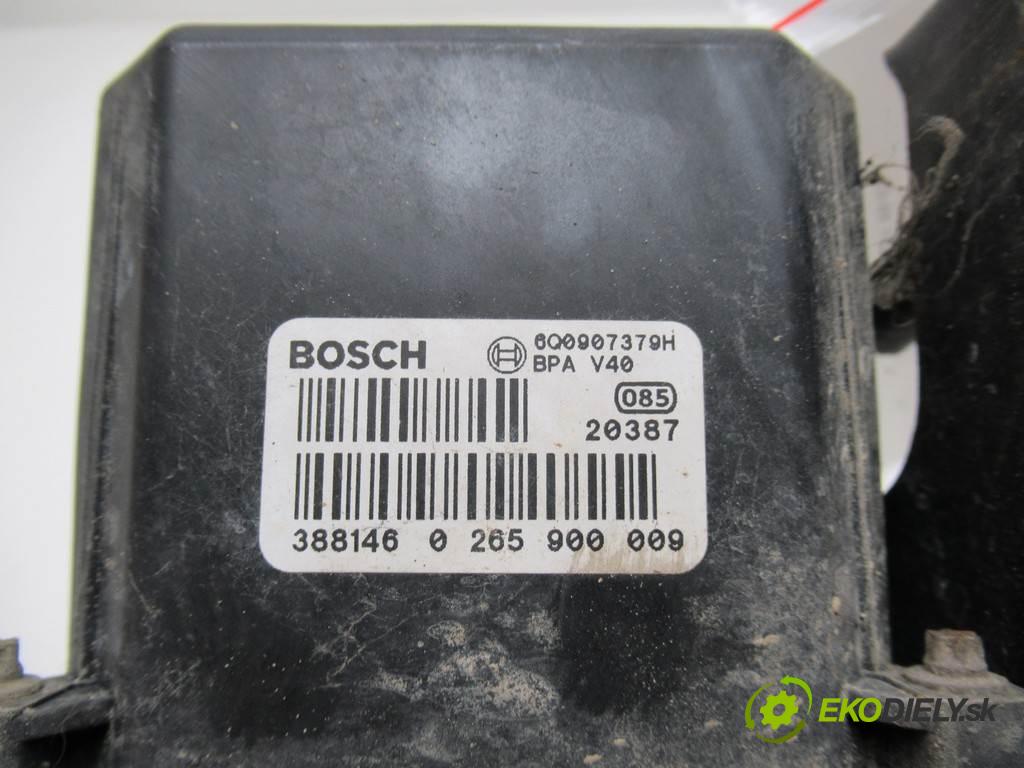 BOSCH
6Q0907379H
BPA V40
085
20387
388146 0 265 900 009
EKODIELY.sk